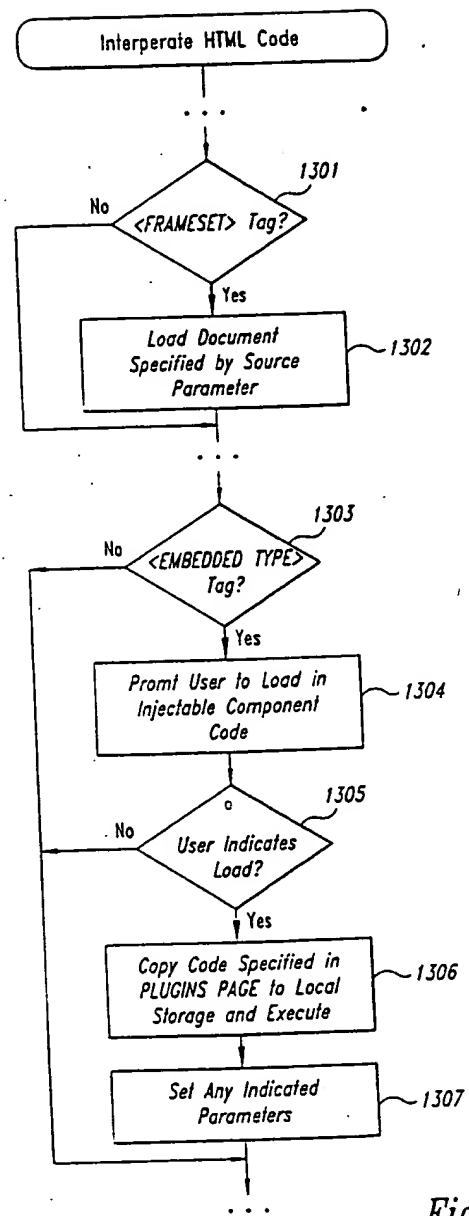 Interperate HTML Code
. . .
1301
No
<FRAMESET> Tag?
Yes
Load Document
Specified by Source
Parameter
1302
. . .
1303
No
<EMBEDDED TYPE>
Tag?
Yes
Promt User to Load in
Injectable Component
Code
1304
1305
No
User Indicates
Load?
Yes
Copy Code Specified in
PLUGINS PAGE to Local
Storage and Execute
1306
Set Any Indicated
Parameters
1307
. . .